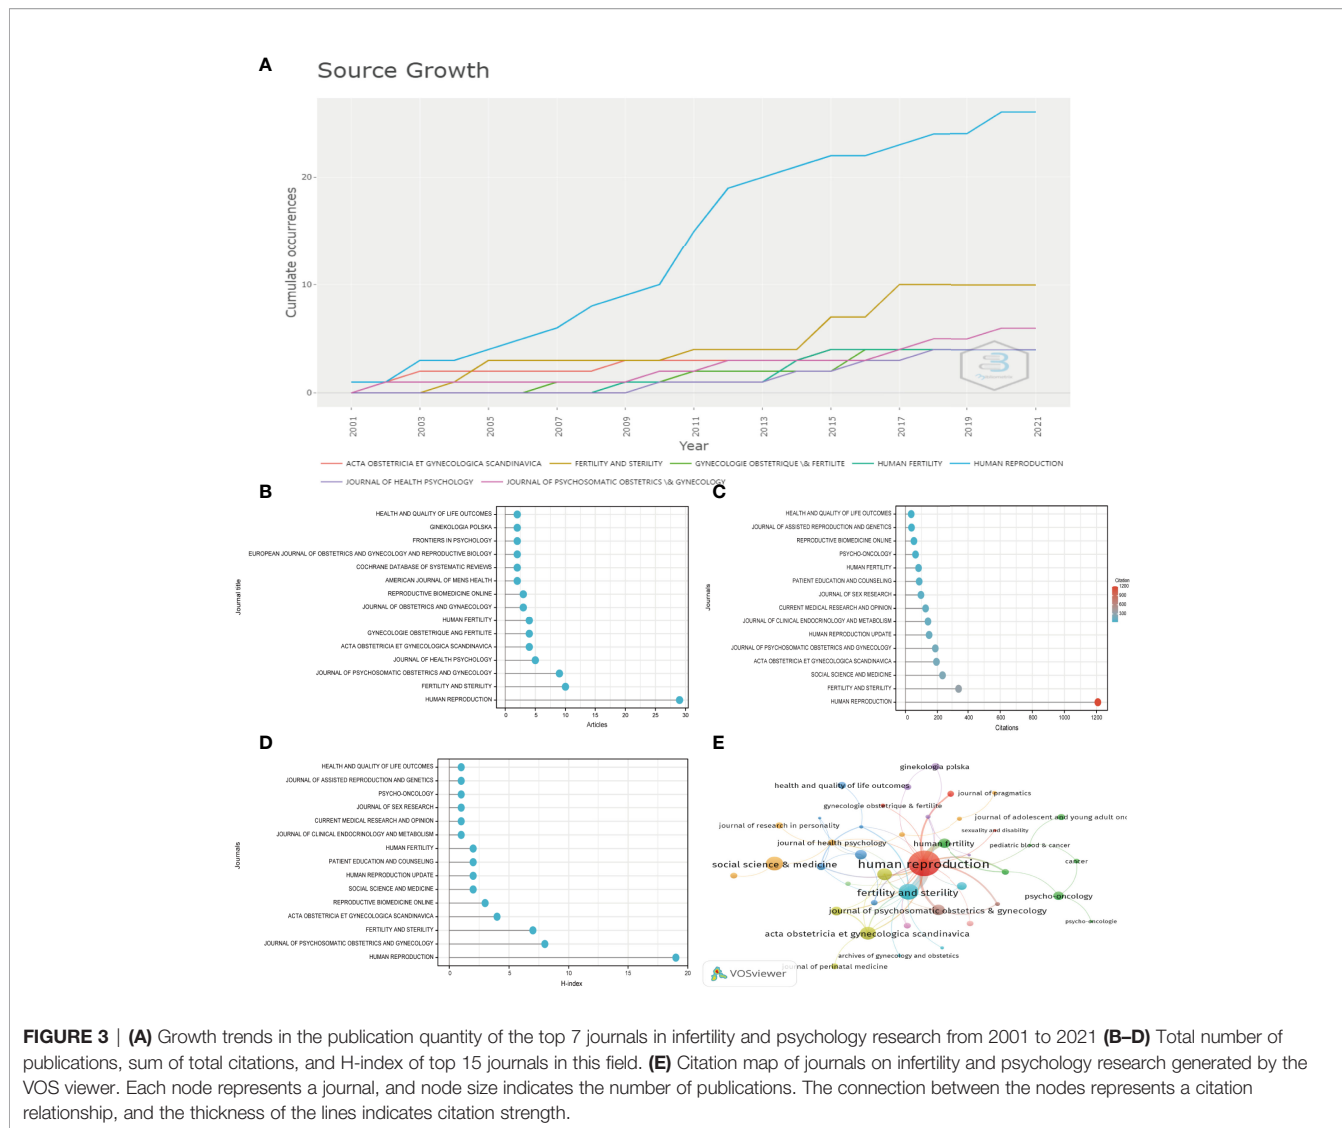 A
Source Growth
Cumulate occurrences
20
10
0
2001
2003
2005
2007
2009
2011
2013
2015
2017
2019
2021
Year
ACTA OBSTETRICIA ET GYNECOLOGICA SCANDINAVICA
FERTILITY AND STERILITY
GYNECOLOGIE OBSTETRIQUE \& FERTILITE
HUMAN FERTILITY
HUMAN REPRODUCTION
JOURNAL OF HEALTH PSYCHOLOGY
JOURNAL OF PSYCHOSOMATIC OBSTETRICS \& GYNECOLOGY
B
Journal title
HEALTH AND QUALITY OF LIFE OUTCOMES
GINEKOLOGIA POLSKA
FRONTIERS IN PSYCHOLOGY
EUROPEAN JOURNAL OF OBSTETRICS AND GYNECOLOGY AND REPRODUCTIVE BIOLOGY
COCHRANE DATABASE OF SYSTEMATIC REVIEWS
AMERICAN JOURNAL OF MENS HEALTH
REPRODUCTIVE BIOMEDICINE ONLINE
JOURNAL OF OBSTETRICS AND GYNAECOLOGY
HUMAN FERTILITY
GYNECOLOGIE OBSTETRIQUE ANG FERTILITE
ACTA OBSTETRICIA ET GYNECOLOGICA SCANDINAVICA
JOURNAL OF HEALTH PSYCHOLOGY
JOURNAL OF PSYCHOSOMATIC OBSTETRICS AND GYNECOLOGY
FERTILITY AND STERILITY
HUMAN REPRODUCTION
0 5 10 15 20 25 30
Articles
C
Journals
HEALTH AND QUALITY OF LIFE OUTCOMES
JOURNAL OF ASSISTED REPRODUCTION AND GENETICS
REPRODUCTIVE BIOMEDICINE ONLINE
PSYCHO-ONCOLOGY
HUMAN FERTILITY
PATIENT EDUCATION AND COUNSELING
JOURNAL OF SEX RESEARCH
CURRENT MEDICAL RESEARCH AND OPINION
JOURNAL OF CLINICAL ENDOCRINOLOGY AND METABOLISM
HUMAN REPRODUCTION UPDATE
JOURNAL OF PSYCHOSOMATIC OBSTETRICS AND GYNECOLOGY
ACTA OBSTETRICIA ET GYNECOLOGICA SCANDINAVICA
SOCIAL SCIENCE AND MEDICINE
FERTILITY AND STERILITY
HUMAN REPRODUCTION
0 200 400 600 800 1000 1200
Citations
Citation
1200
900
600
300
D
Journals
HEALTH AND QUALITY OF LIFE OUTCOMES
JOURNAL OF ASSISTED REPRODUCTION AND GENETICS
PSYCHO-ONCOLOGY
JOURNAL OF SEX RESEARCH
CURRENT MEDICAL RESEARCH AND OPINION
JOURNAL OF CLINICAL ENDOCRINOLOGY AND METABOLISM
HUMAN FERTILITY
PATIENT EDUCATION AND COUNSELING
HUMAN REPRODUCTION UPDATE
SOCIAL SCIENCE AND MEDICINE
REPRODUCTIVE BIOMEDICINE ONLINE
ACTA OBSTETRICIA ET GYNECOLOGICA SCANDINAVICA
FERTILITY AND STERILITY
JOURNAL OF PSYCHOSOMATIC OBSTETRICS AND GYNECOLOGY
HUMAN REPRODUCTION
0 5 10 15 20
H-index
E
ginekologia polska
health and quality of life outcomes
journal of pragmatics
gynecologie obstetrique & fertilite
journal of adolescent and young adult onc
journal of research in personality
sexuality and disability
journal of health psychology
human fertility
pediatric blood & cancer
social science & medicine
human reproduction
cancer
fertility and sterility
psycho-oncology
journal of psychosomatic obstetrics & gynecology
psycho-oncologie
acta obstetricia et gynecologica scandinavica
archives of gynecology and obstetrics
journal of perinatal medicine
VOSviewer
FIGURE 3 | (A) Growth trends in the publication quantity of the top 7 journals in infertility and psychology research from 2001 to 2021 (B–D) Total number of
publications, sum of total citations, and H-index of top 15 journals in this field. (E) Citation map of journals on infertility and psychology research generated by the
VOS viewer. Each node represents a journal, and node size indicates the number of publications. The connection between the nodes represents a citation
relationship, and the thickness of the lines indicates citation strength.